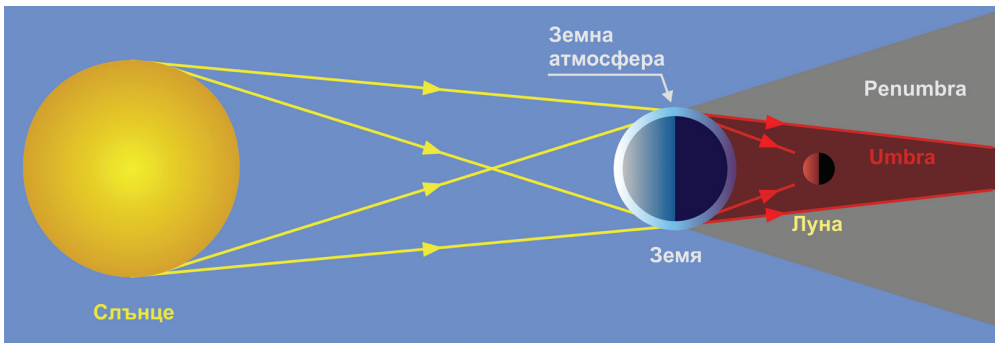 Земна
атмосфера
Penumbra
Umbra
Луна
Земя
Слънце